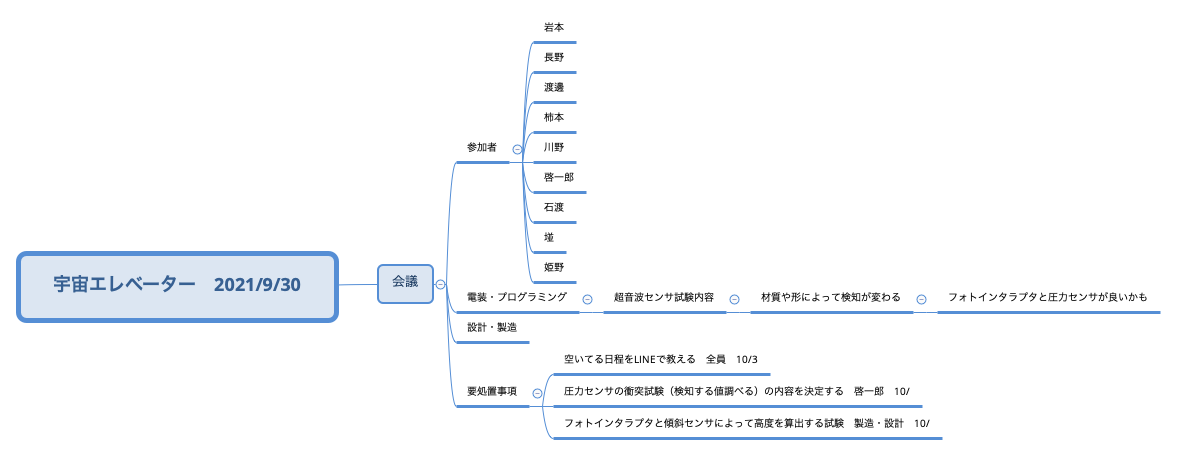 宇宙エレベーター　2021/9/30
会議
参加者
岩本
長野
渡邊
柿本
川野
啓一郎
石渡
姫野
電装・プログラミング
超音波センサ試験内容
材質や形によって検知が変わる
フォトインタラプタと圧力センサが良いかも
設計・製造
要処置事項
空いてる日程をLINEで教える　全員　10/3
圧力センサの衝突試験（検知する値調べる）の内容を決定する　啓一郎　10/
フォトインタラプタと傾斜センサによって高度を算出する試験　製造・設計　10/